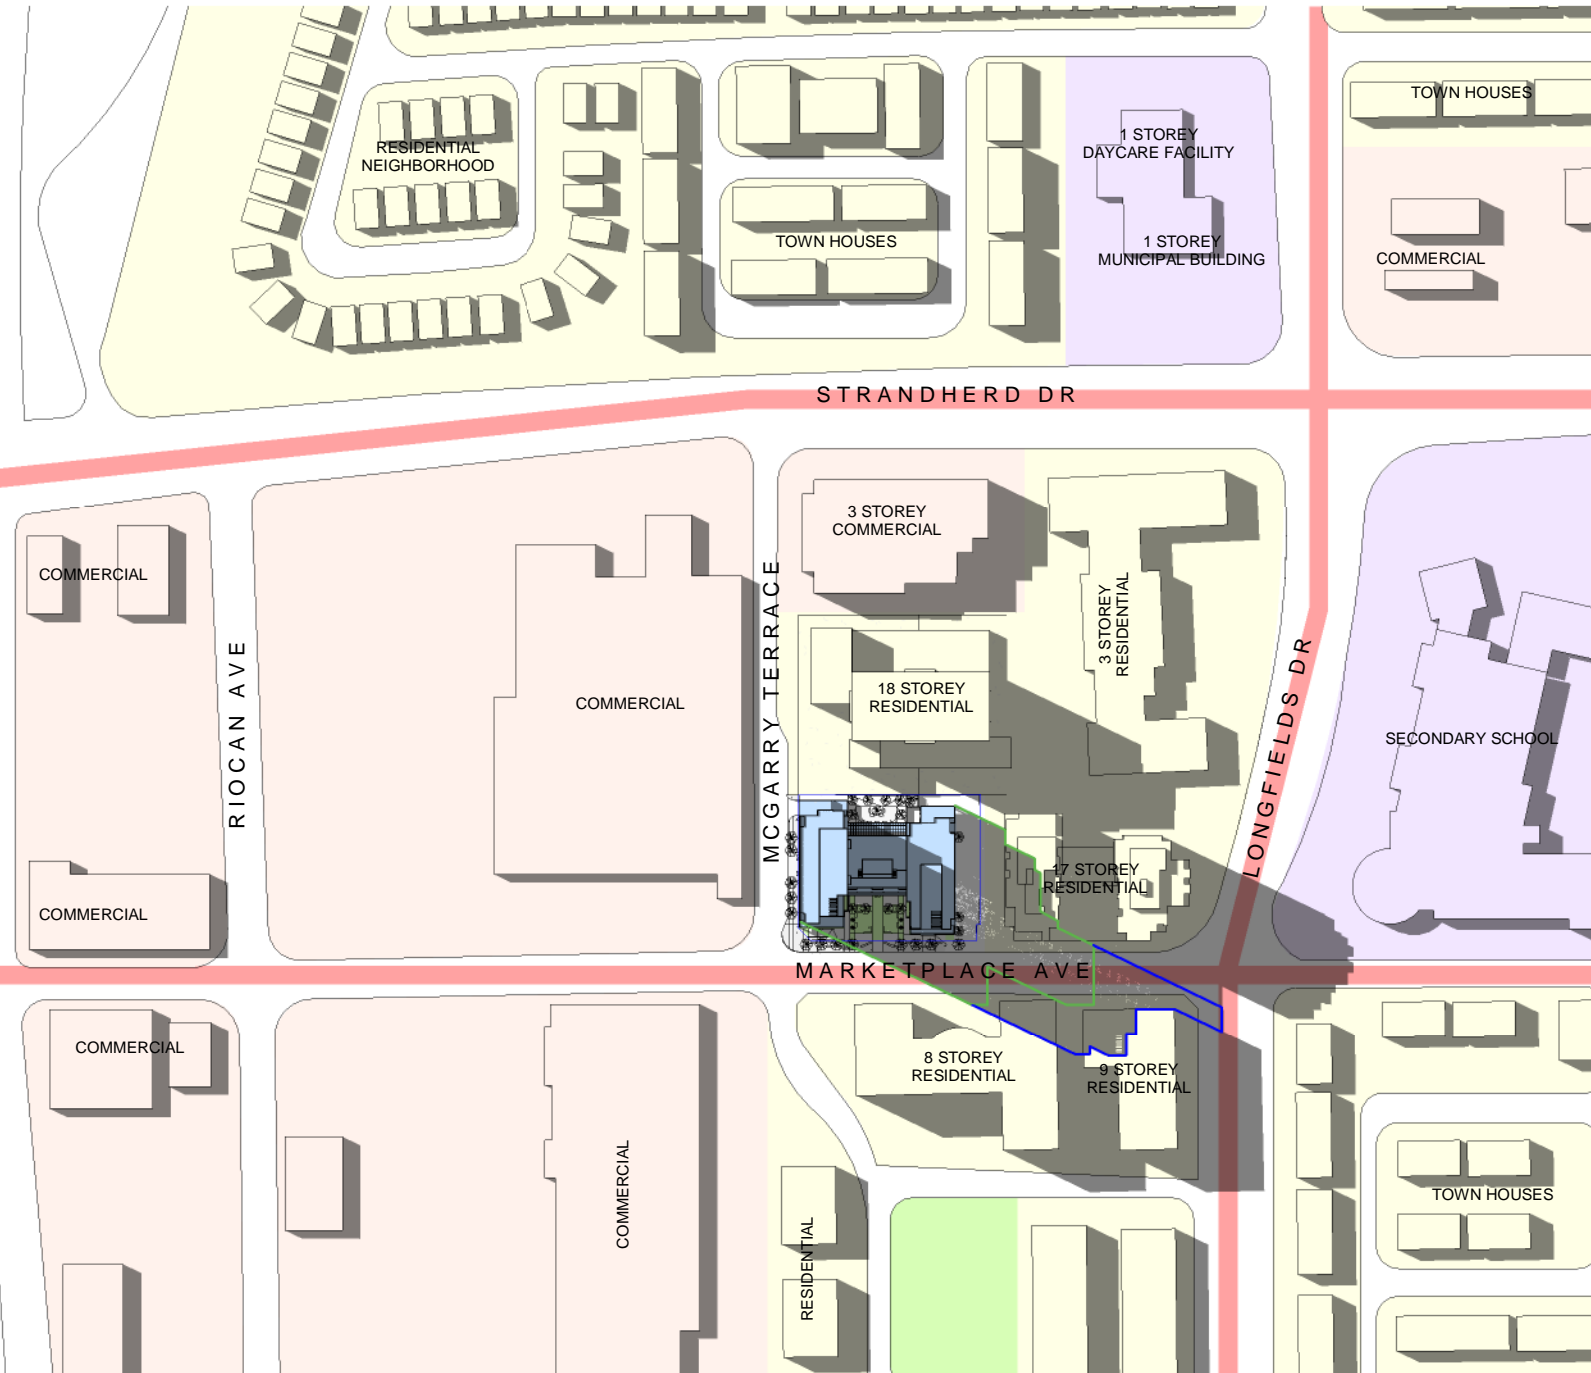 TOWN HOUSES
1 STOREY
DAYCARE FACILITY
RESIDENTIAL
NEIGHBORHOOD
TOWN HOUSES
1 STOREY
MUNICIPAL BUILDING
COMMERCIAL
STRANDHERD DR
3 STOREY
COMMERCIAL
COMMERCIAL
3 STOREY
RESIDENTIAL
RIOCAN AVE
MCGARRY TERRACE
LONGFIELDS DR
COMMERCIAL
18 STOREY
RESIDENTIAL
SECONDARY SCHOOL
17 STOREY
RESIDENTIAL
COMMERCIAL
MARKETPLACE AVE
COMMERCIAL
8 STOREY
RESIDENTIAL
9 STOREY
RESIDENTIAL
COMMERCIAL
RESIDENTIAL
TOWN HOUSES